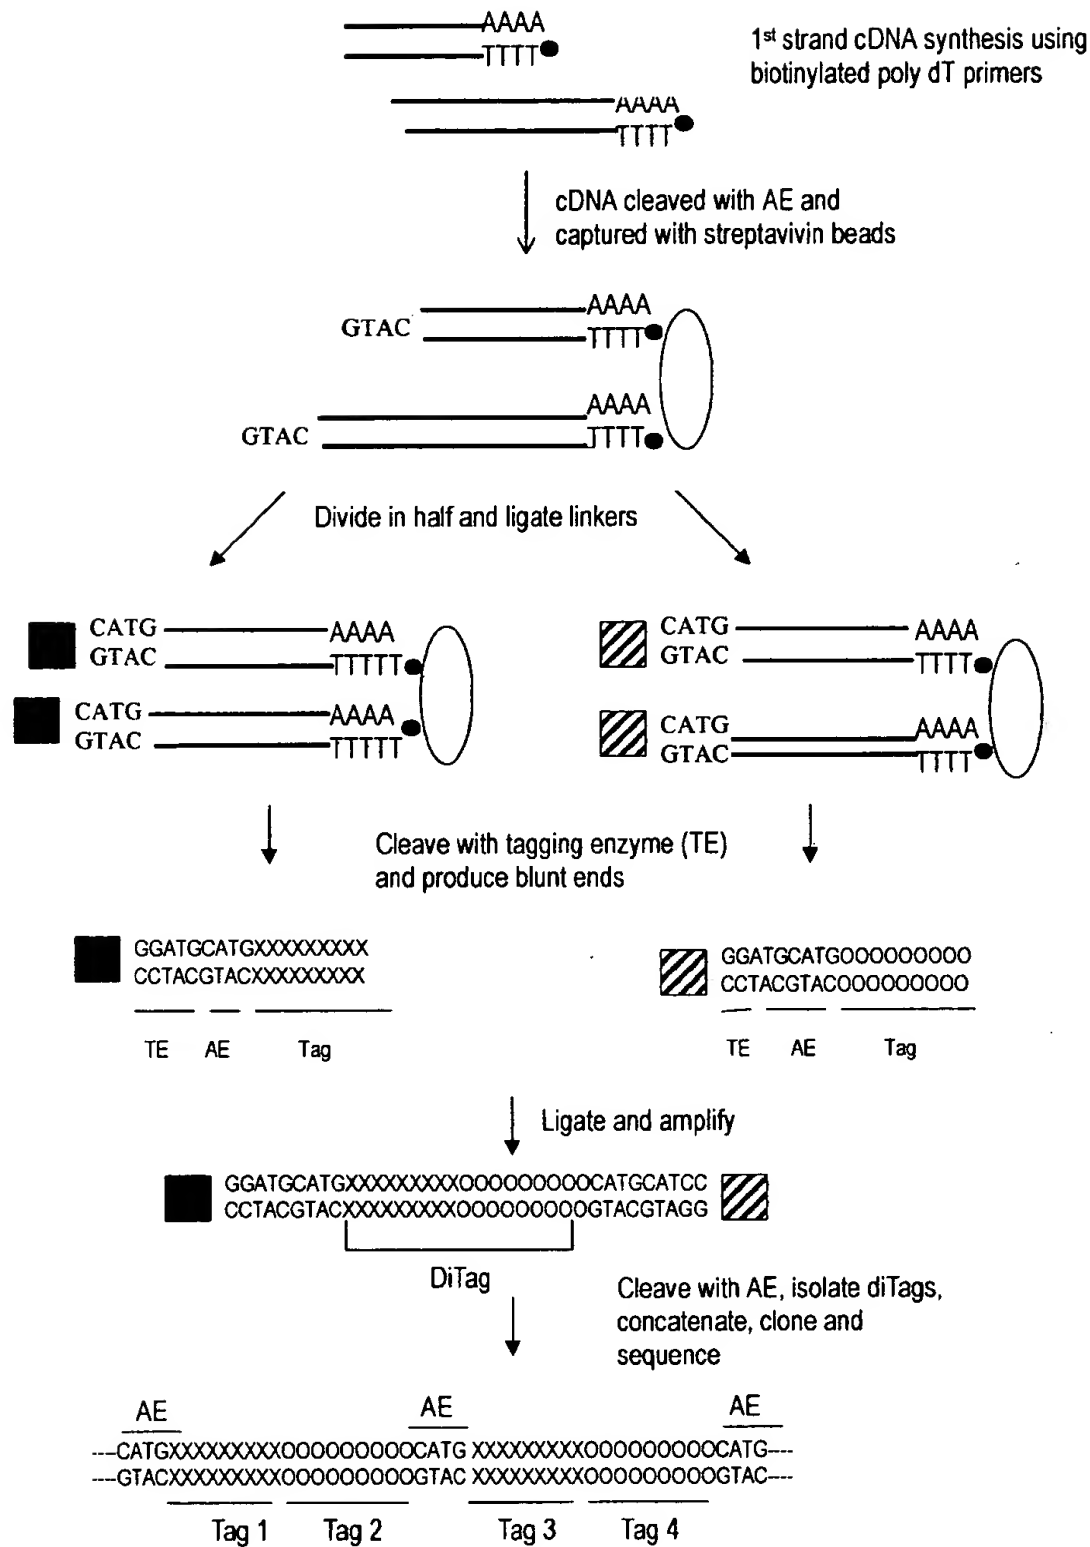 AAAA
TTTT
1st strand cDNA synthesis using
biotinylated poly dT primers
AAAA
TTTT
cDNA cleaved with AE and
captured with streptavivin beads
AAAA
GTAC
TTTT
AAAA
GTAC
TTTT
Divide in half and ligate linkers
CATG AAAA
GTAC TTTTT
CATG AAAA
GTAC TTTTT
CATG AAAA
GTAC TTTT
CATG AAAA
GTAC TTTT
Cleave with tagging enzyme (TE)
and produce blunt ends
GGATGCATGXXXXXXXXX
CCTACGTACXXXXXXXXX
TE AE Tag
GGATGCATGOOOOOOOOO
CCTACGTACOOOOOOOOO
TE AE Tag
Ligate and amplify
GGATGCATGXXXXXXXXXOOOOOOOOOCATGCATCC
CCTACGTACXXXXXXXXXOOOOOOOOOGTACGTAGG
DiTag
Cleave with AE, isolate diTags,
concatenate, clone and
sequence
AE AE AE
----CATGXXXXXXXXXOOOOOOOOOCATG XXXXXXXXXOOOOOOOOOCATG----
----GTACXXXXXXXXXOOOOOOOOOGTAC XXXXXXXXXOOOOOOOOOGTAC----
Tag 1 Tag 2 Tag 3 Tag 4